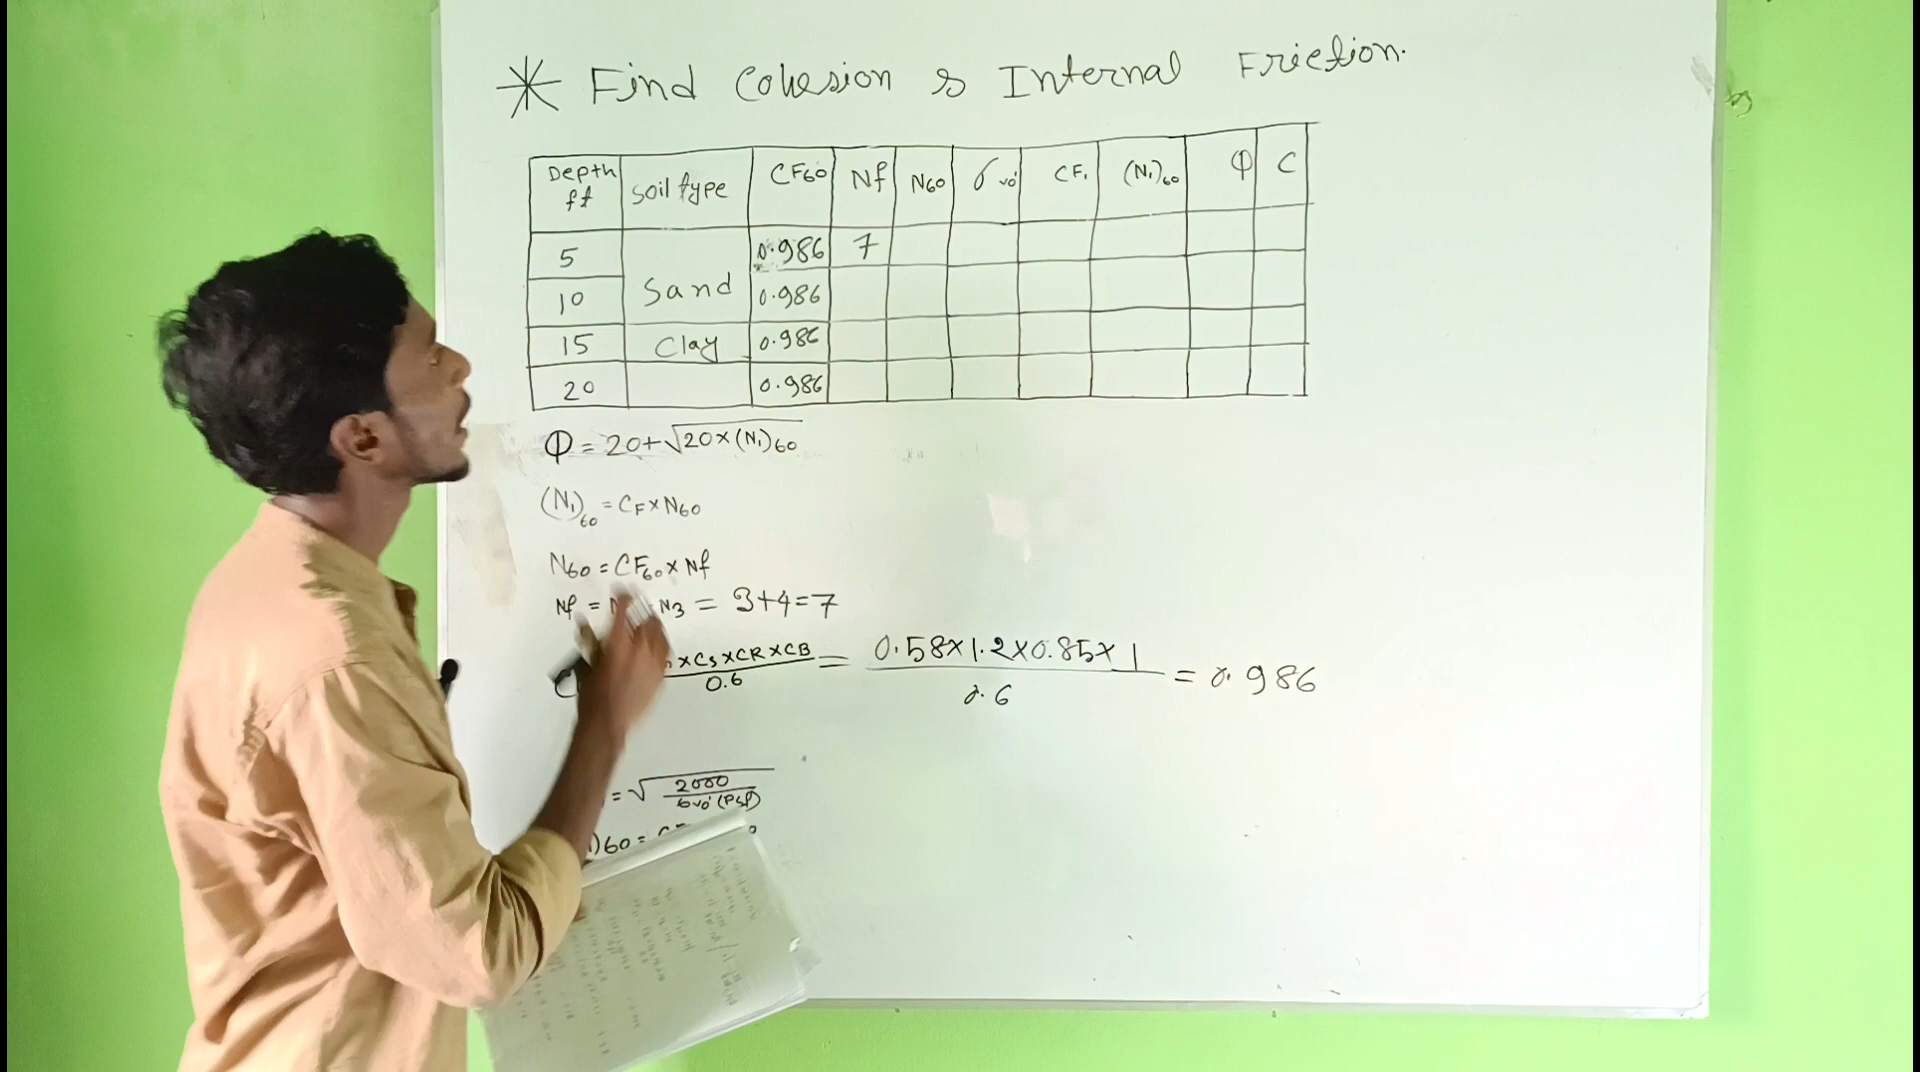 * Find Cohesion & Internal Friction.
Depth ft | soil type | CF60 | Nf | N60 | σvo' | CF1 | (N1)60 | Φ | C
5 | Sand | 0.986 | 7
10 | 0.986
15 | Clay | 0.986
20 | 0.986
Φ = 20+√20×(N1)60
(N1)60 = CF×N60
N60 = CF60×Nf
Nf = N3 = 3+4=7
×CS×CR×CB / 0.6 = 0.58×1.2×0.85×1 / 0.6 = 0.986
= √2000 / σvo' (Psf)
)60 =